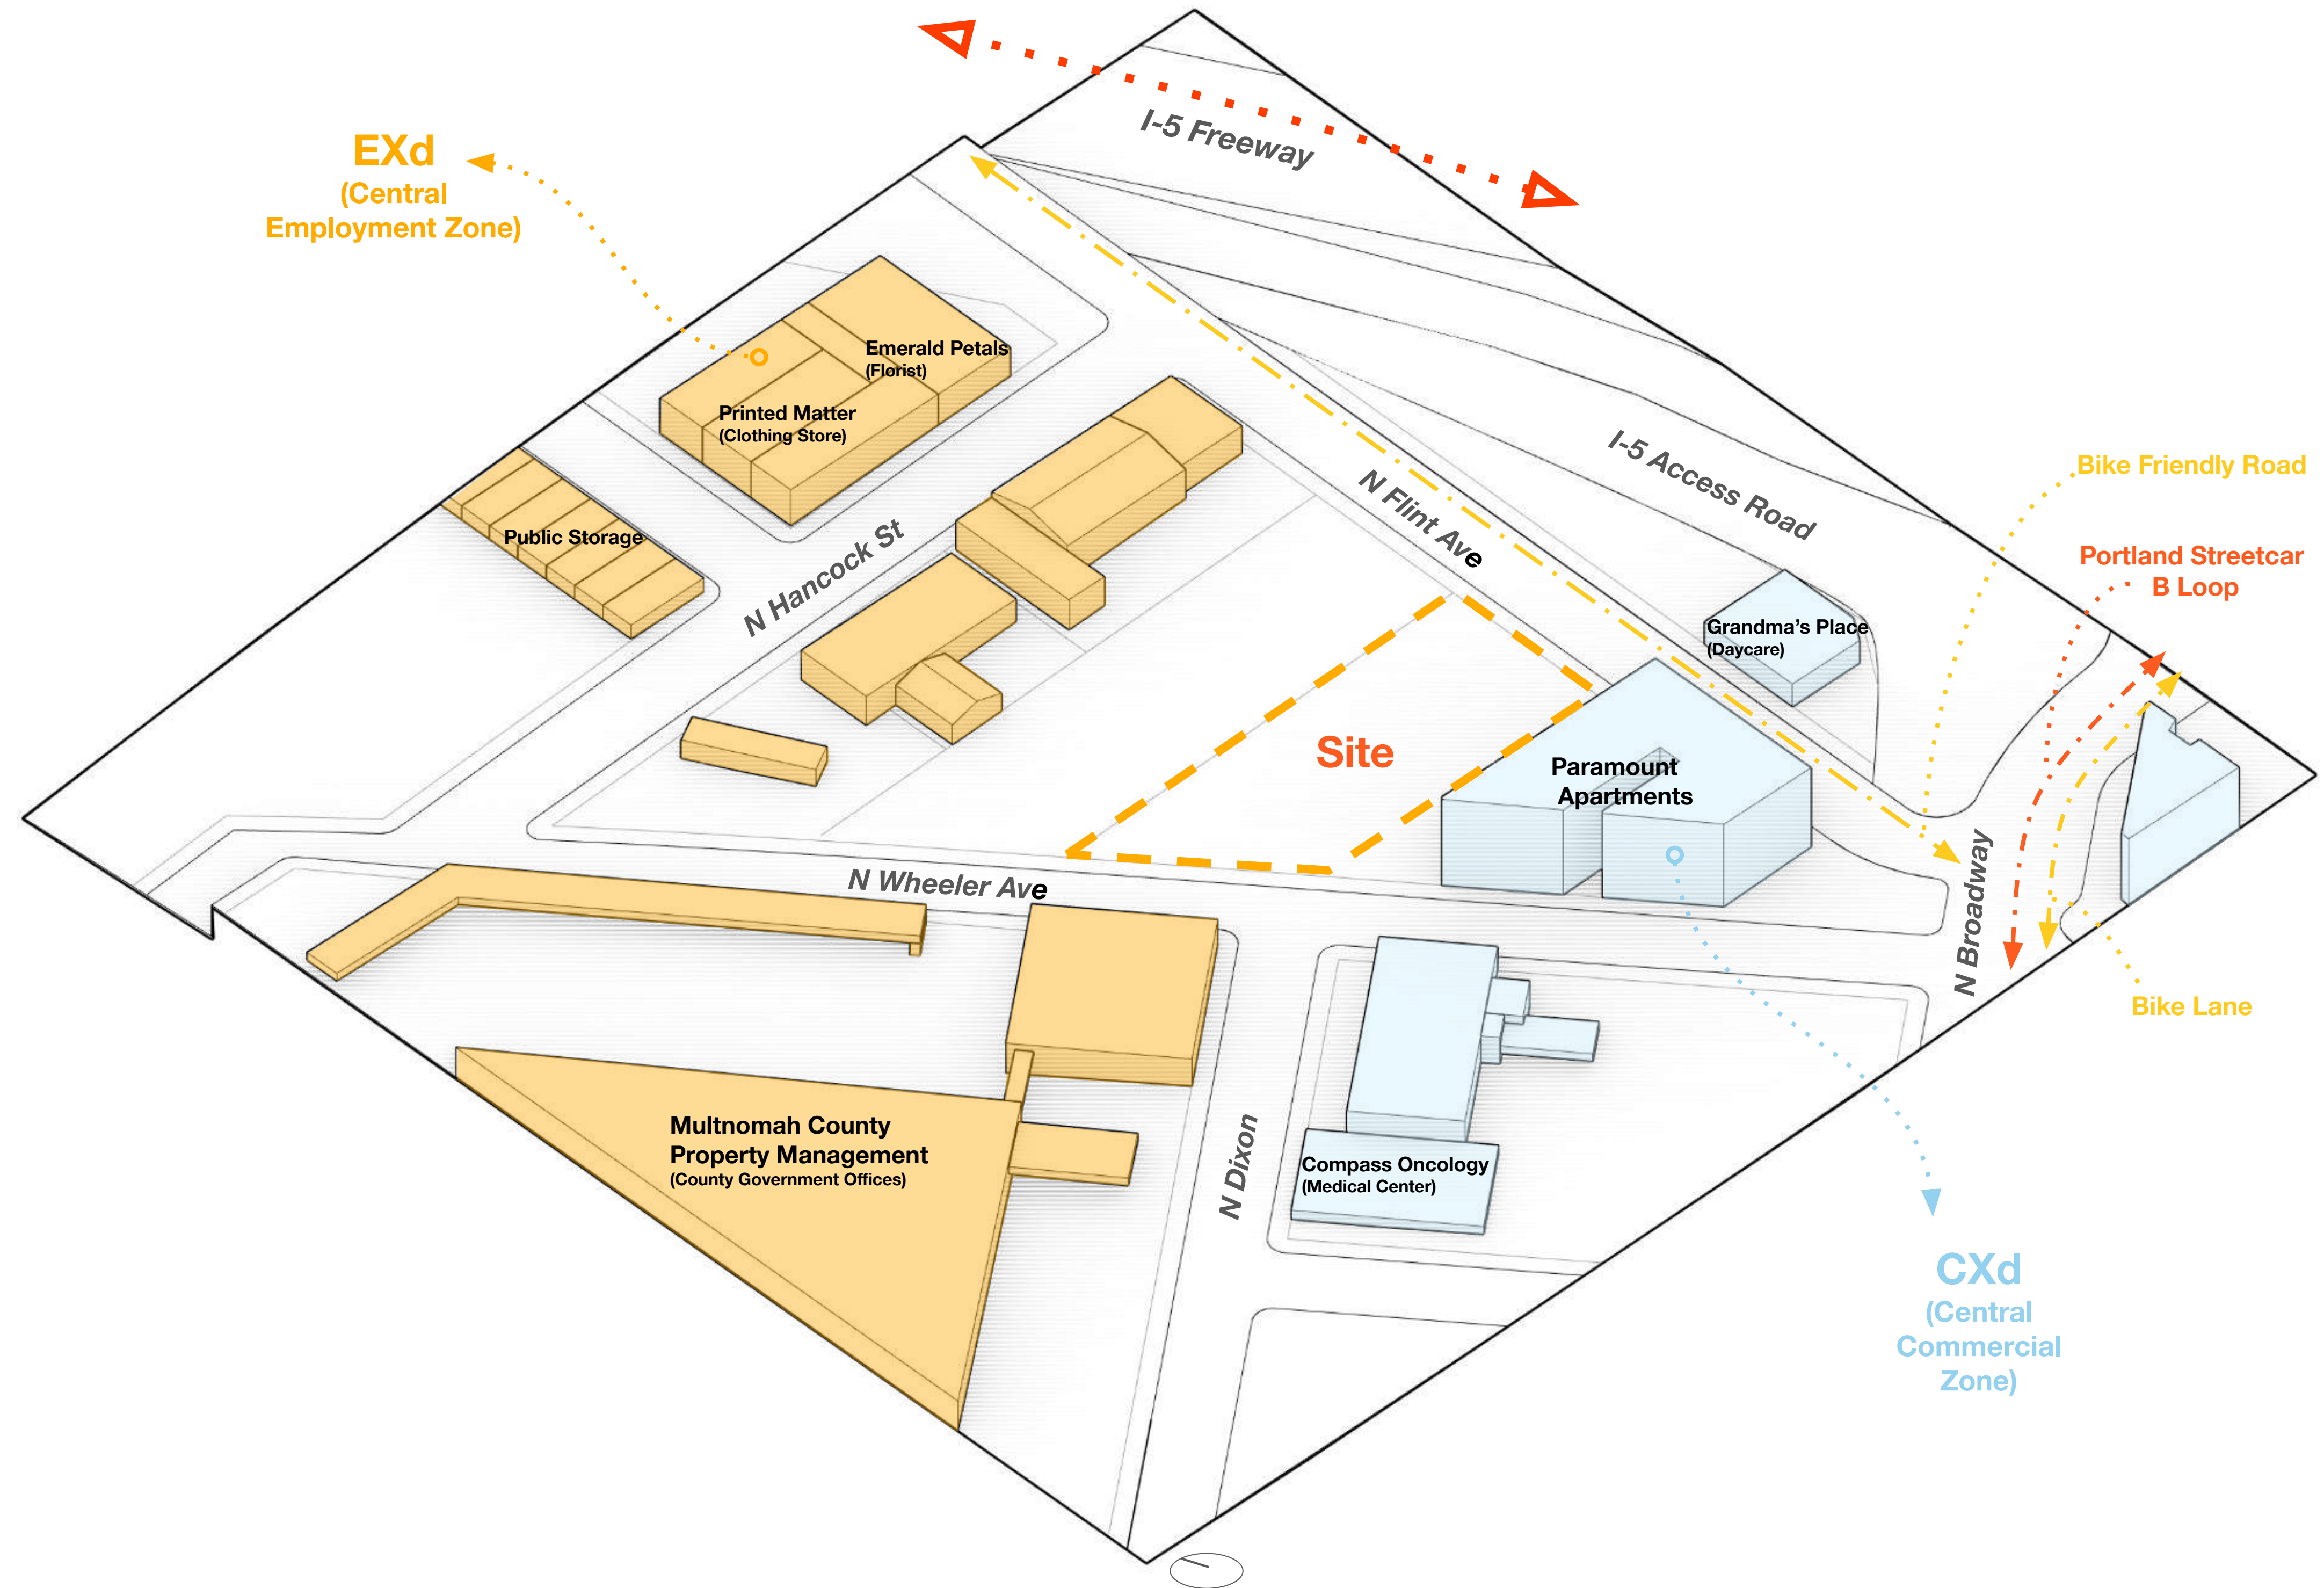 I-5 Freeway
EXd
(Central
Employment Zone)
Emerald Petals
(Florist)
Printed Matter
(Clothing Store)
Public Storage
N Hancock St
N Flint Ave
I-5 Access Road
Bike Friendly Road
Portland Streetcar
B Loop
Grandma's Place
(Daycare)
Site
Paramount
Apartments
N Wheeler Ave
N Broadway
Bike Lane
Multnomah County
Property Management
(County Government Offices)
N Dixon
Compass Oncology
(Medical Center)
CXd
(Central
Commercial
Zone)